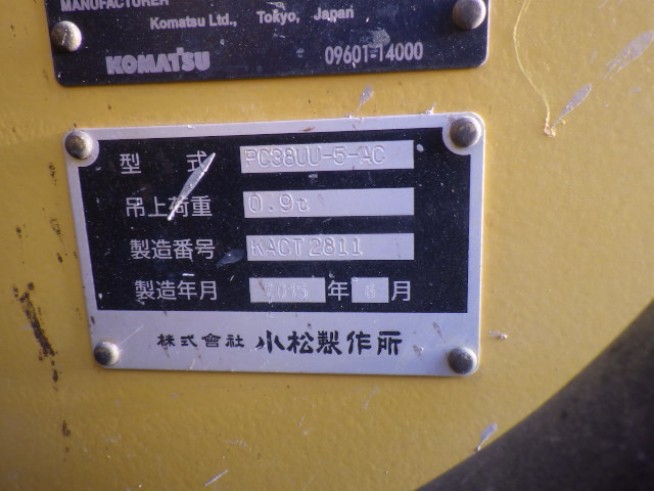 MANUFACTURER
Komatsu Ltd., Tokyo, Japan
KOMATSU 09601-14000
型 式 PC38UU-5-AC
吊上荷重 0.9t
製造番号 KACT2811
製造年月 年 月
株式會社 小松製作所